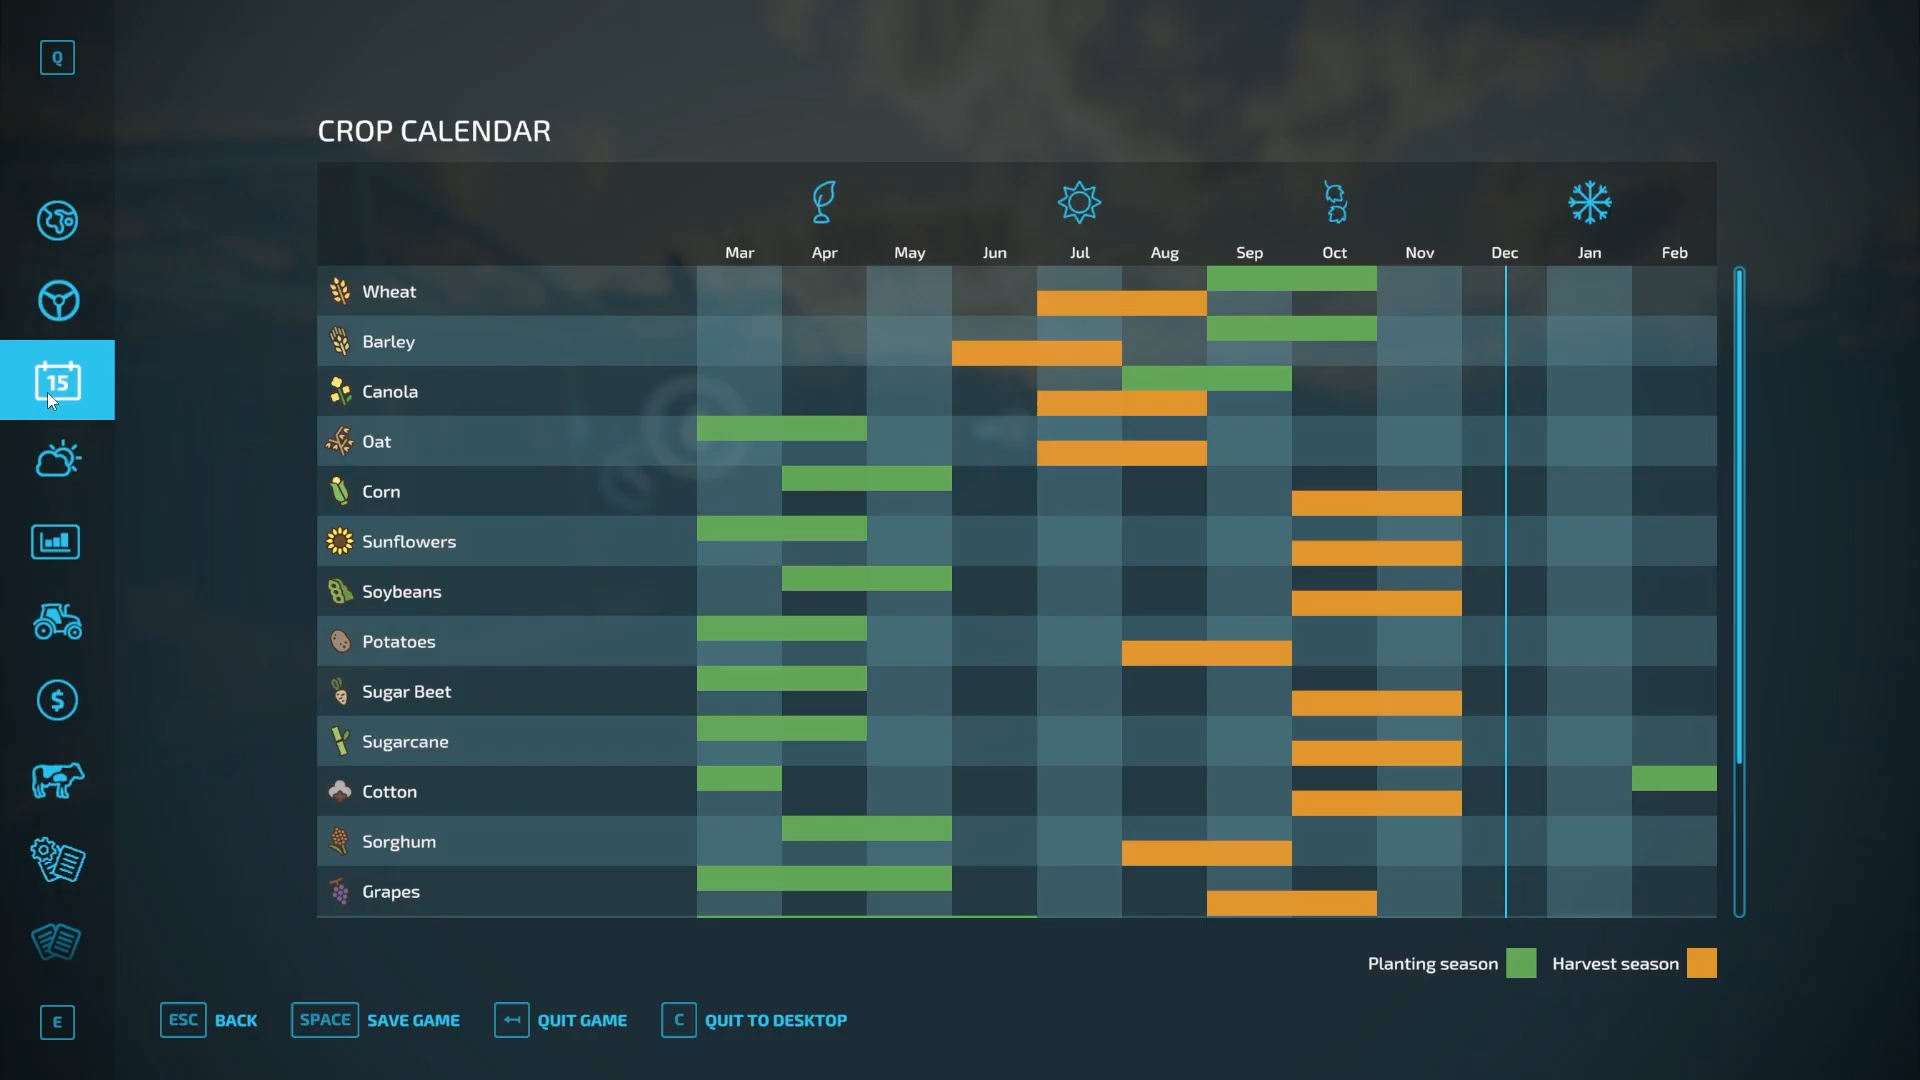 Q
CROP CALENDAR
Mar Apr May Jun Jul Aug Sep Oct Nov Dec Jan Feb
Wheat
Barley
15
Canola
Oat
Corn
Sunflowers
Soybeans
Potatoes
Sugar Beet
$
Sugarcane
Cotton
Sorghum
Grapes
Planting season Harvest season
E
ESC BACK SPACE SAVE GAME QUIT GAME C QUIT TO DESKTOP